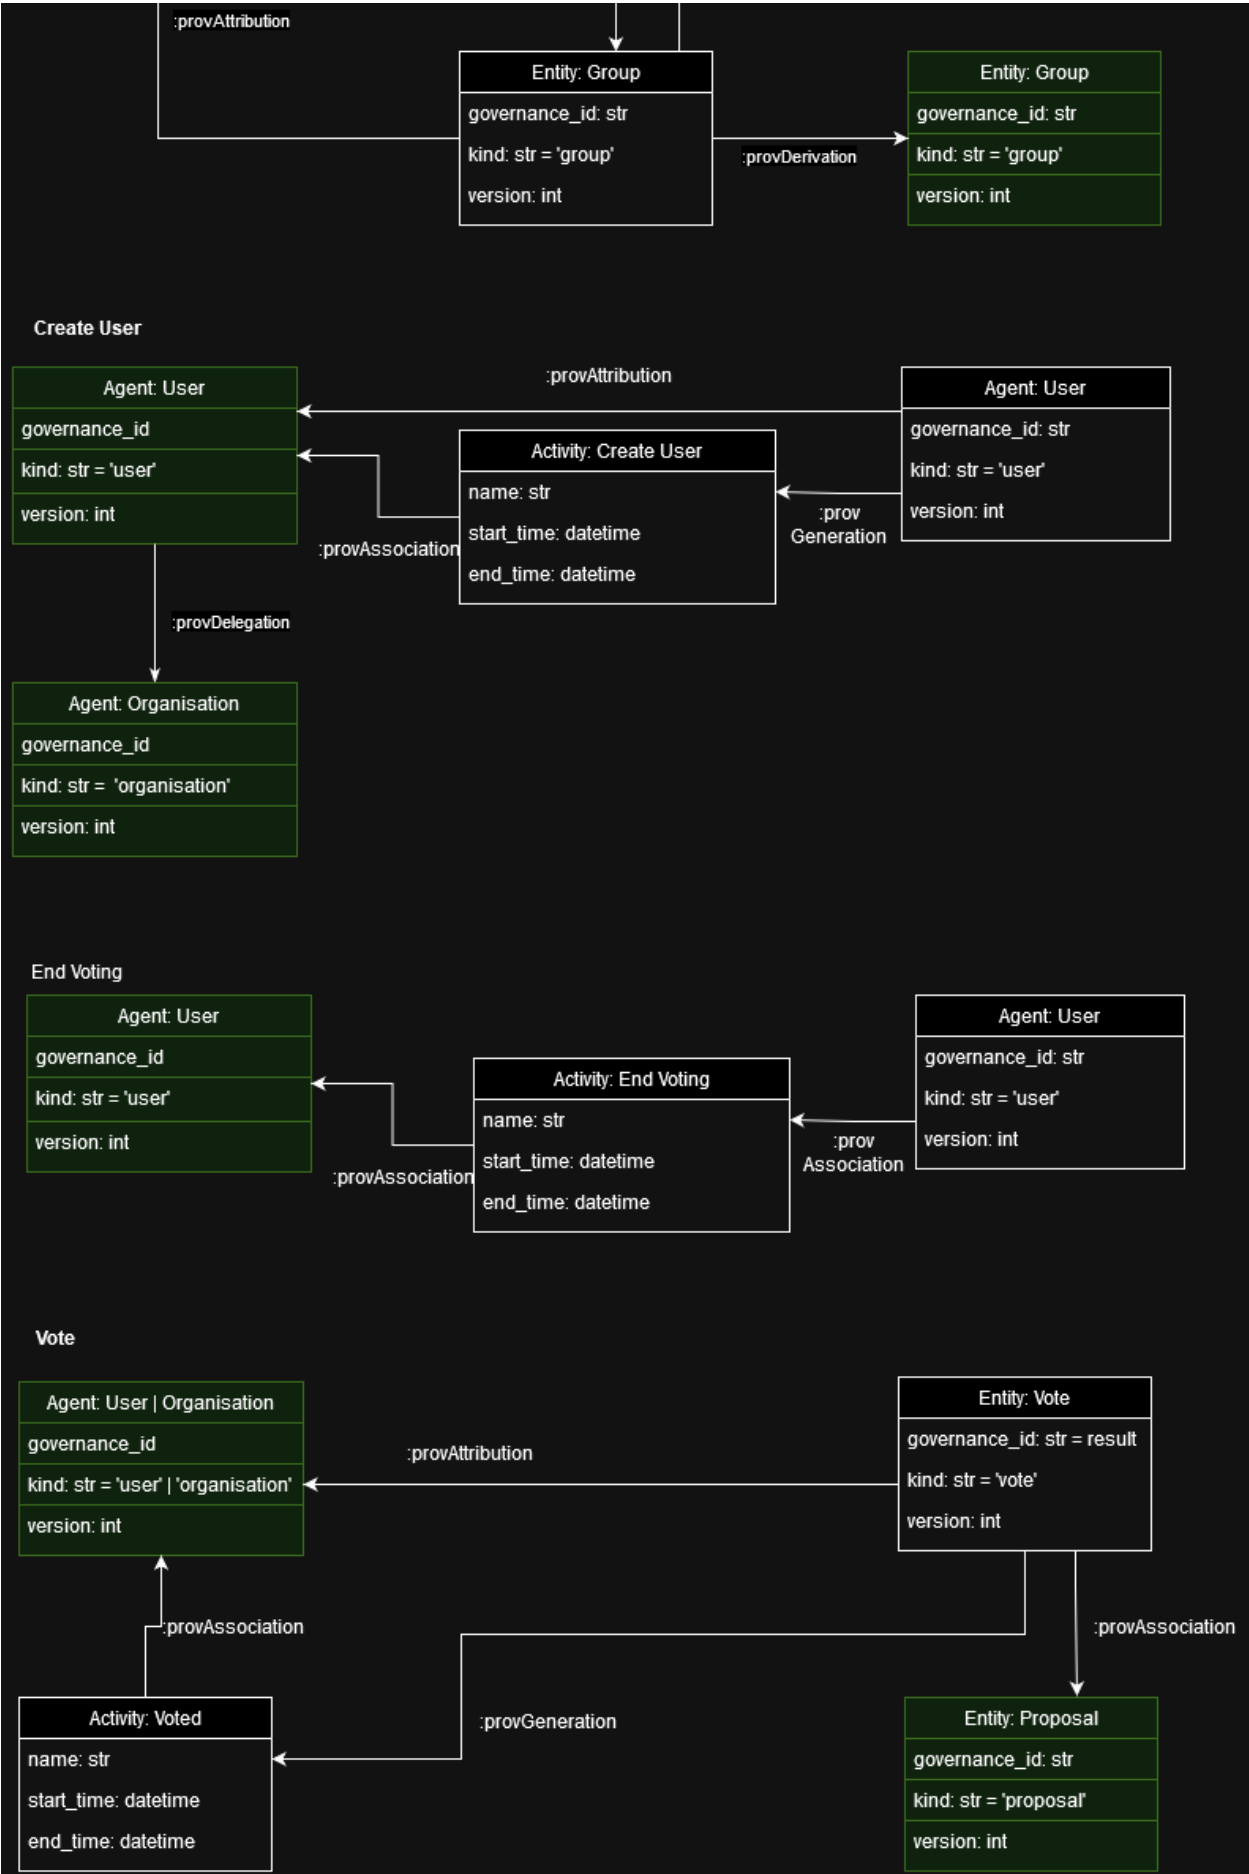 :provAttribution
Entity: Group
governance_id: str
kind: str = 'group'
version: int
:provDerivation
Entity: Group
governance_id: str
kind: str = 'group'
version: int
Create User
Agent: User
governance_id
kind: str = 'user'
version: int
:provAttribution
Activity: Create User
name: str
start_time: datetime
end_time: datetime
:provAssociation
:prov
Generation
Agent: User
governance_id: str
kind: str = 'user'
version: int
:provDelegation
Agent: Organisation
governance_id
kind: str = 'organisation'
version: int
End Voting
Agent: User
governance_id
kind: str = 'user'
version: int
:provAssociation
Activity: End Voting
name: str
start_time: datetime
end_time: datetime
:prov
Association
Agent: User
governance_id: str
kind: str = 'user'
version: int
Vote
Agent: User | Organisation
governance_id
kind: str = 'user' | 'organisation'
version: int
:provAttribution
Entity: Vote
governance_id: str = result
kind: str = 'vote'
version: int
:provAssociation
:provAssociation
Activity: Voted
name: str
start_time: datetime
end_time: datetime
:provGeneration
Entity: Proposal
governance_id: str
kind: str = 'proposal'
version: int